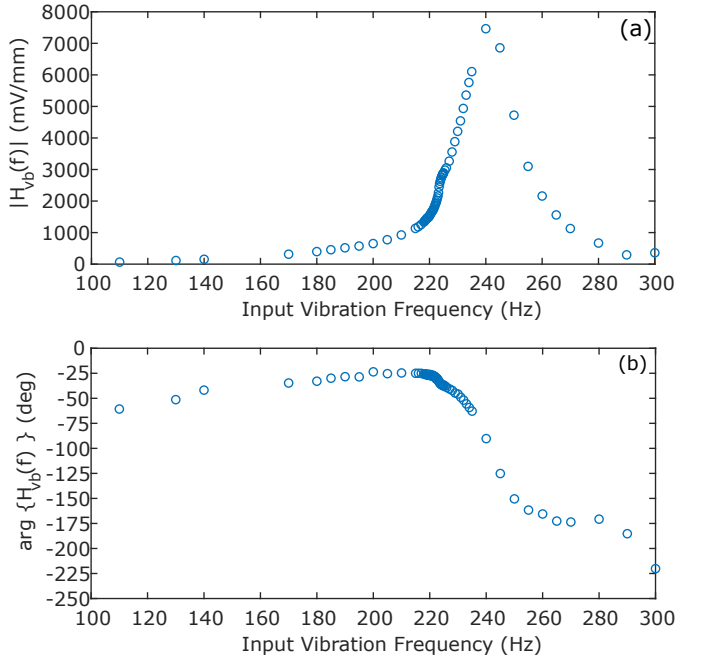 (a)
|H_vb(f)| (mV/mm)
8000
7000
6000
5000
4000
3000
2000
1000
0
100 120 140 160 180 200 220 240 260 280 300
Input Vibration Frequency (Hz)
(b)
arg {H_vb(f) } (deg)
0
-25
-50
-75
-100
-125
-150
-175
-200
-225
-250
100 120 140 160 180 200 220 240 260 280 300
Input Vibration Frequency (Hz)